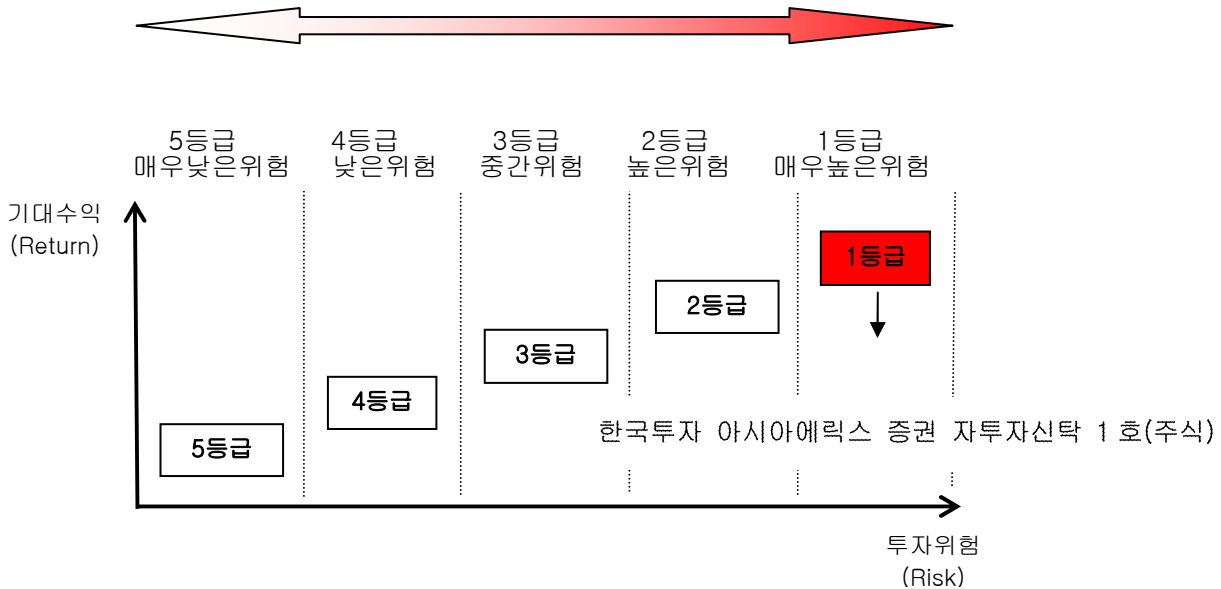 5등급
매우낮은위험
4등급
낮은위험
3등급
중간위험
2등급
높은위험
1등급
매우높은위험
기대수익
(Return)
1등급
2등급
3등급
4등급
5등급
한국투자 아시아에릭스 증권 자투자신탁 1 호(주식)
투자위험
(Risk)